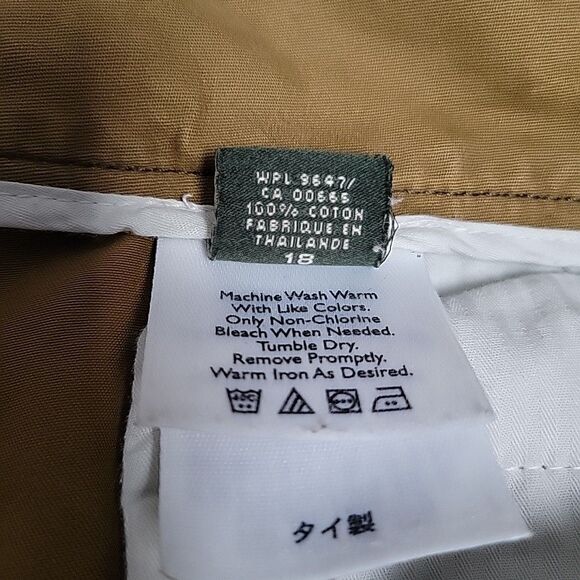 WPL 9647/
CA 00665
100% COTON
FABRIQUE EN
THAILANDE
18
Machine Wash Warm
With Like Colors.
Only Non-Chlorine
Bleach When Needed.
Tumble Dry.
Remove Promptly.
Warm Iron As Desired.
タイ製